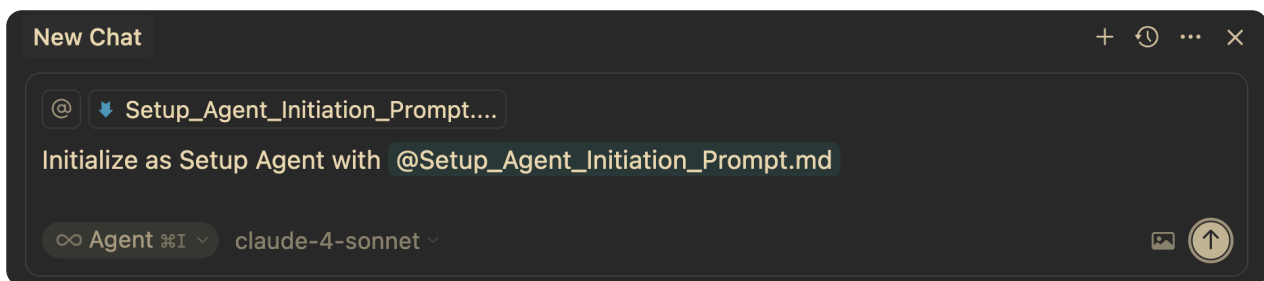 New Chat
@ Setup_Agent_Initiation_Prompt....
Initialize as Setup Agent with @Setup_Agent_Initiation_Prompt.md
Agent ⌘I claude-4-sonnet